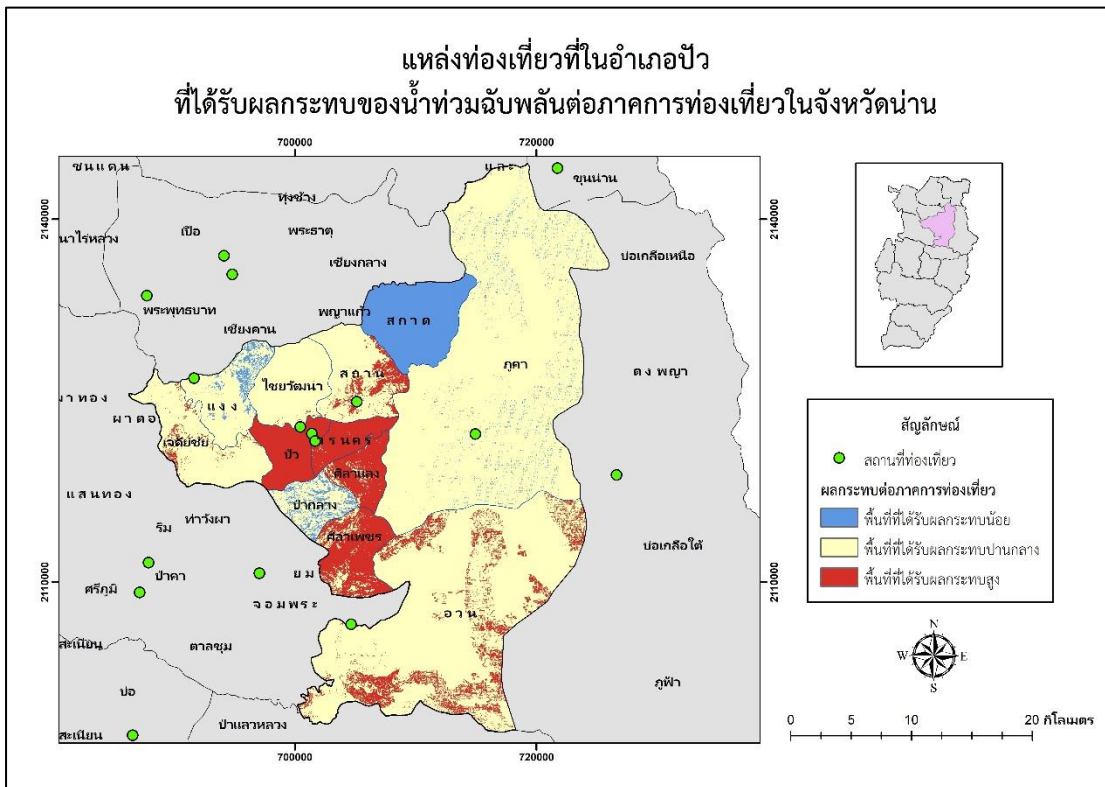 แหล่งท่องเที่ยวที่ในอำเภอปัว
ที่ได้รับผลกระทบของน้ำท่วมฉับพลันต่อภาคการท่องเที่ยวในจังหวัดน่าน
700000
720000
ชนแดน
และ
ขุนน่าน
ทุ่งช้าง
2140000
2140000
นาไร่หลวง
เปือ
พระธาตุ
เชียงกลาง
บ่อเกลือเหนือ
พระพุทธบาท
พญาแก้ว
สกาด
เชียงคาน
ภูคา
ดงพญา
ไชยวัฒนา
สถาน
ผาตอ
แงง
เจดีย์ชัย
ปัว
ศิลาแลง
แสนทอง
ป่ากลาง
ริม
ท่าวังผา
ศิลาเพชร
บ่อเกลือใต้
ป่าคา
ยม
ศรีภูมิ
2110000
2110000
จอมพระ
อวน
สะเนียน
ตาลชุม
ภูฟ้า
บ่อ
ป่าแลวหลวง
สะเนียน
700000
720000
สัญลักษณ์
สถานที่ท่องเที่ยว
ผลกระทบต่อภาคการท่องเที่ยว
พื้นที่ที่ได้รับผลกระทบน้อย
พื้นที่ที่ได้รับผลกระทบปานกลาง
พื้นที่ที่ได้รับผลกระทบสูง
N
W E
S
0 5 10 20 กิโลเมตร